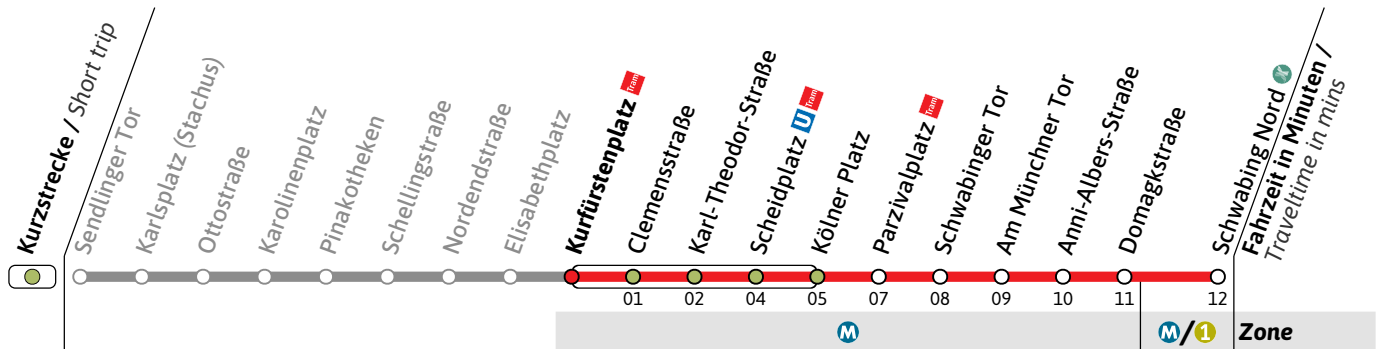 Kurzstrecke / Short trip
Sendlinger Tor
Karlsplatz (Stachus)
Ottostraße
Karolinenplatz
Pinakotheken
Schellingstraße
Nordendstraße
Elisabethplatz
Kurfürstenplatz Tram
Clemensstraße
Karl-Theodor-Straße
Scheidplatz U Tram
Kölner Platz
Parzivalplatz Tram
Schwabinger Tor
Am Münchner Tor
Anni-Albers-Straße
Domagkstraße
Schwabing Nord
Fahrzeit in Minuten /
Traveltime in mins
01 02 04 05 07 08 09 10 11 12
M M/1 Zone